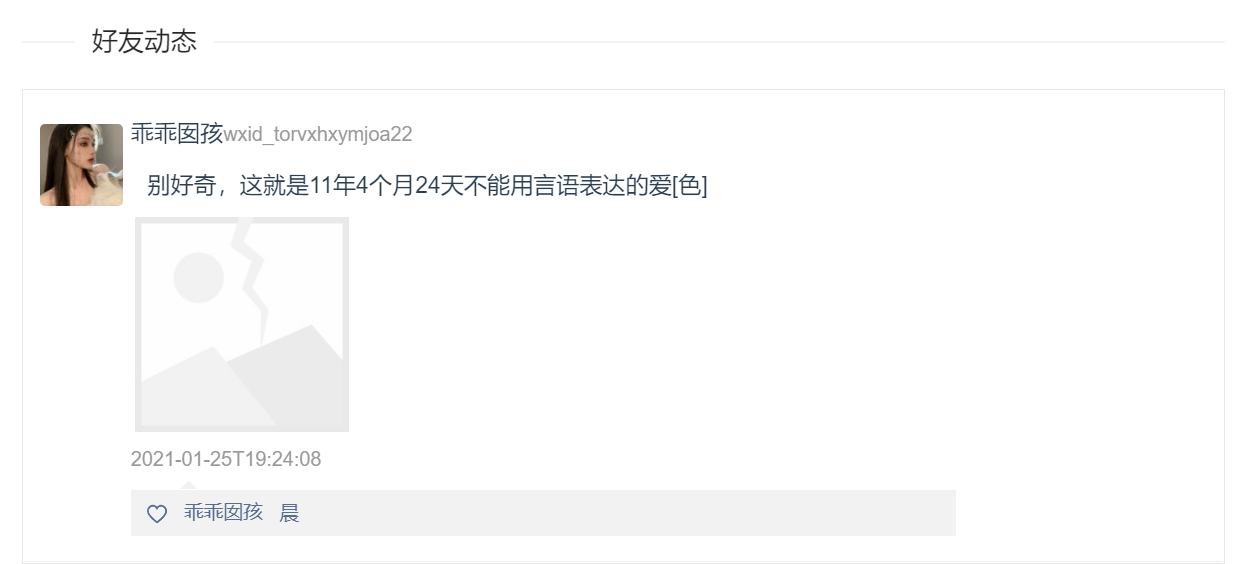 好友动态
乖乖囡孩wxid_torvxhxymjoa22
别好奇，这就是11年4个月24天不能用言语表达的爱[色]
2021-01-25T19:24:08
乖乖囡孩 晨